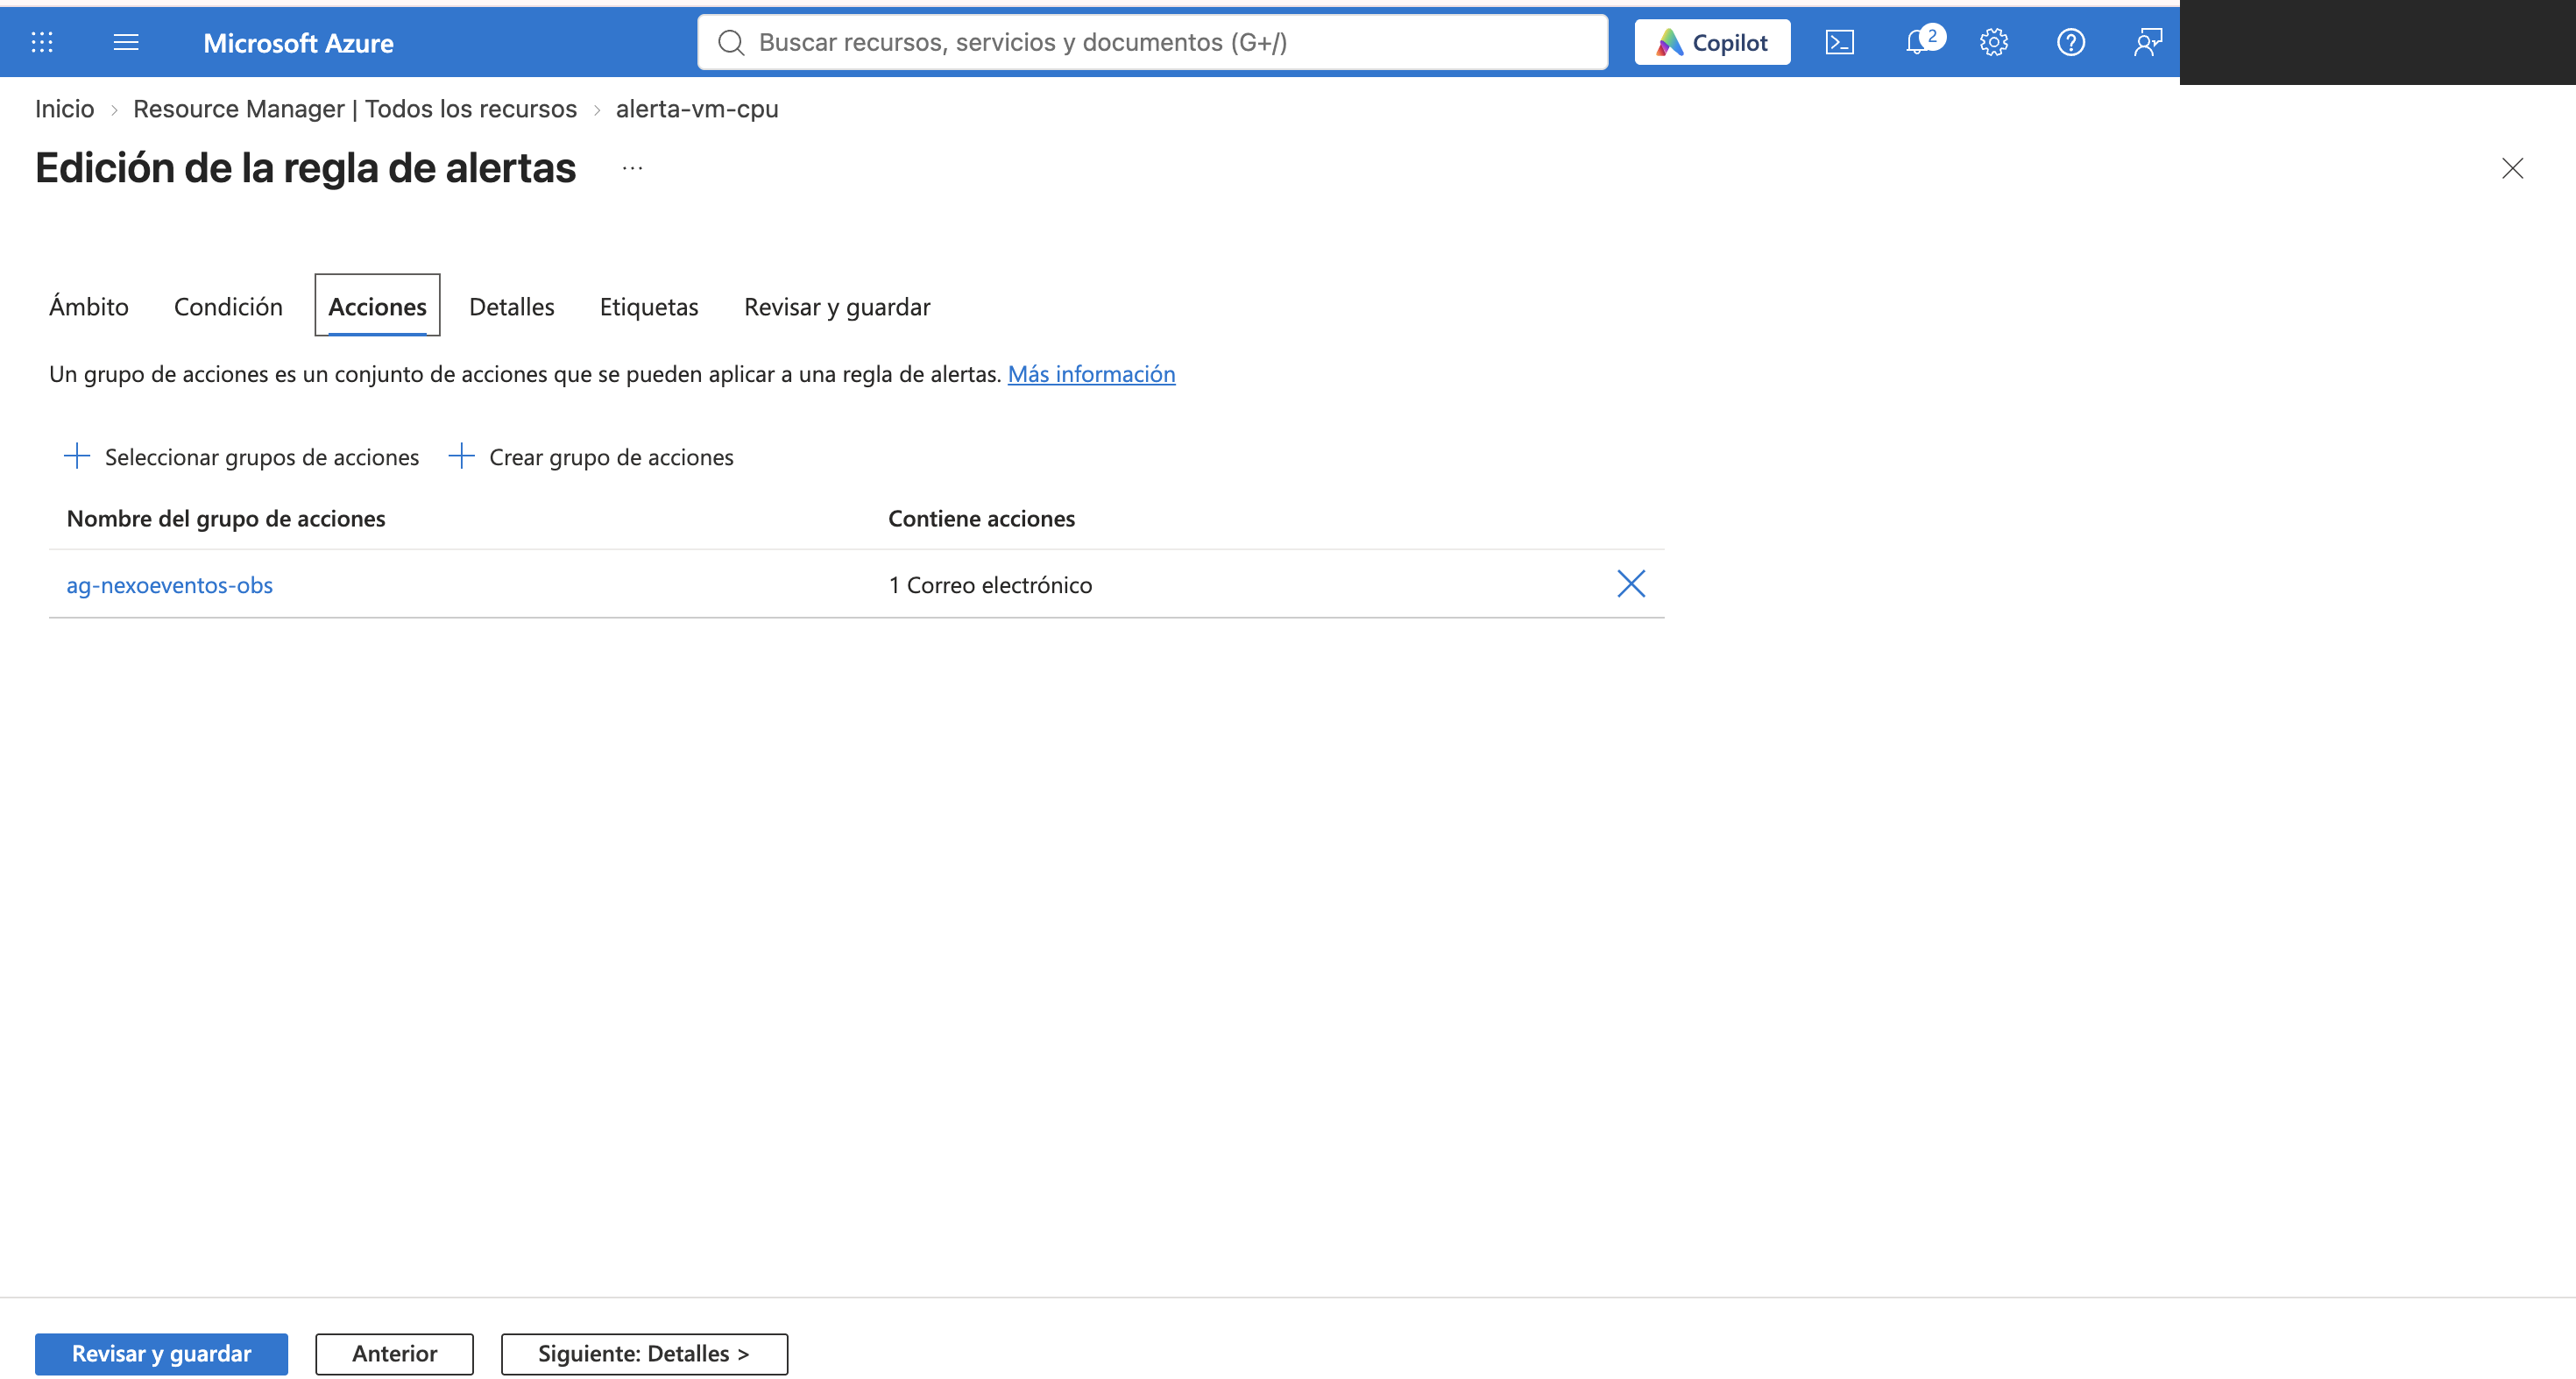 Microsoft Azure
Buscar recursos, servicios y documentos (G+/)
Copilot
2
Inicio > Resource Manager | Todos los recursos > alerta-vm-cpu
Edición de la regla de alertas ...
Ámbito Condición Acciones Detalles Etiquetas Revisar y guardar
Un grupo de acciones es un conjunto de acciones que se pueden aplicar a una regla de alertas. Más información
Seleccionar grupos de acciones Crear grupo de acciones
Nombre del grupo de acciones Contiene acciones
ag-nexoeventos-obs 1 Correo electrónico
Revisar y guardar Anterior Siguiente: Detalles >